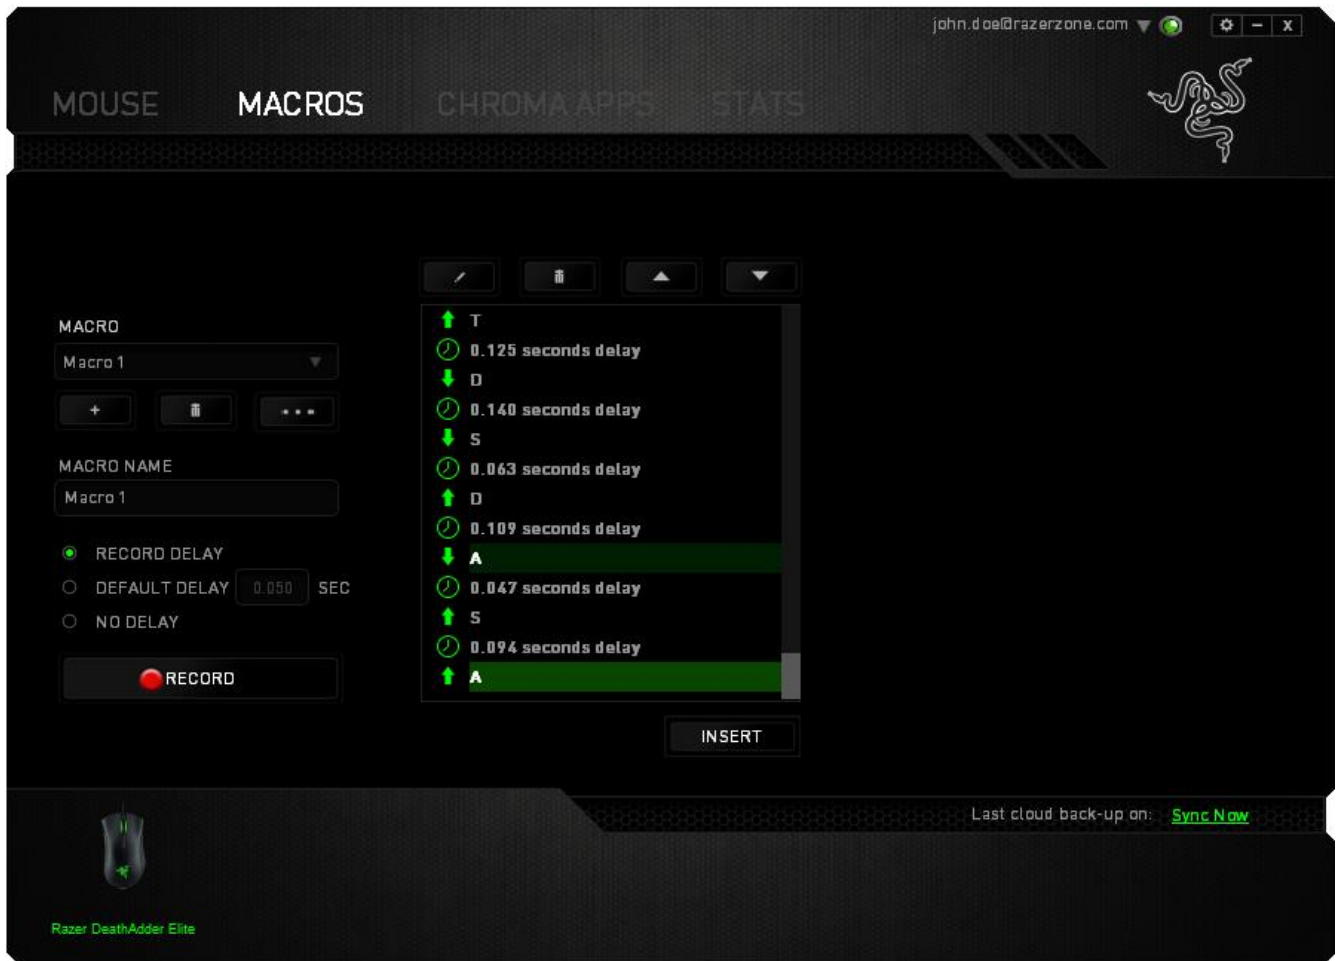 john.doe@razerzone.com
X
MOUSE MACROS CHROMA APPS STATS
MACRO
Macro 1
MACRO NAME
Macro 1
RECORD DELAY
DEFAULT DELAY 0.050 SEC
NO DELAY
RECORD
T
0.125 seconds delay
D
0.140 seconds delay
S
0.063 seconds delay
D
0.109 seconds delay
A
0.047 seconds delay
S
0.094 seconds delay
A
INSERT
Last cloud back-up on: Sync Now
Razer DeathAdder Elite